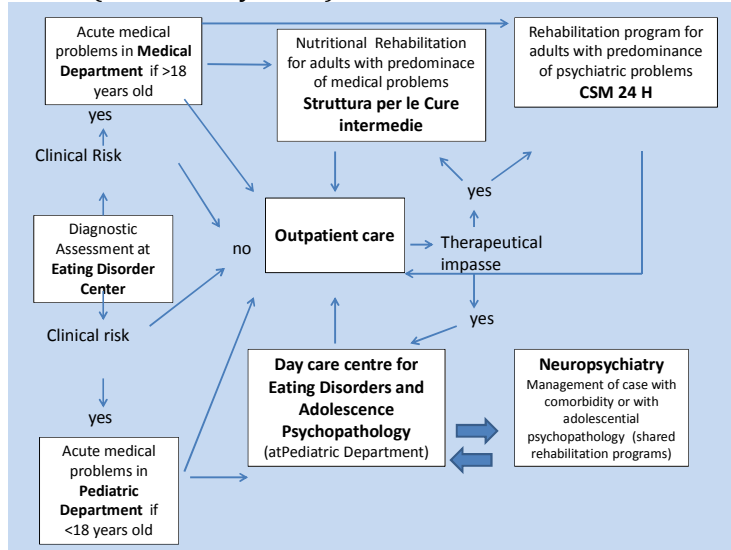 Acute medical
problems in Medical
Department if >18
years old
Nutritional Rehabilitation
for adults with predominace
of medical problems
Struttura per le Cure
intermedie
Rehabilitation program for
adults with predominance
of psychiatric problems
CSM 24 H
yes
Clinical Risk
yes
Diagnostic
Assessment at
Eating Disorder
Center
no
Outpatient care
Therapeutical
impasse
Clinical risk
yes
yes
Acute medical
problems in
Pediatric
Department if
<18 years old
Day care centre for
Eating Disorders and
Adolescence
Psychopathology
(atPediatric Department)
Neuropsychiatry
Management of case with
comorbidity or with
adolescential
psychopathology (shared
rehabilitation programs)